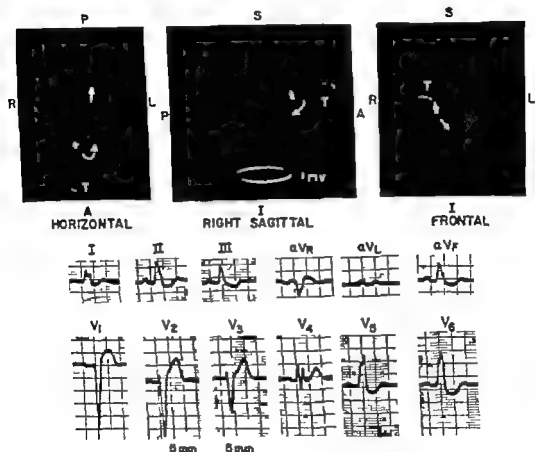 P S S
R L P A R L
T T T
1mv
A I I
HORIZONTAL RIGHT SAGITTAL FRONTAL
I II III aVR aVL aVF
V1 V2 V3 V4 V5 V6
5mm 5mm